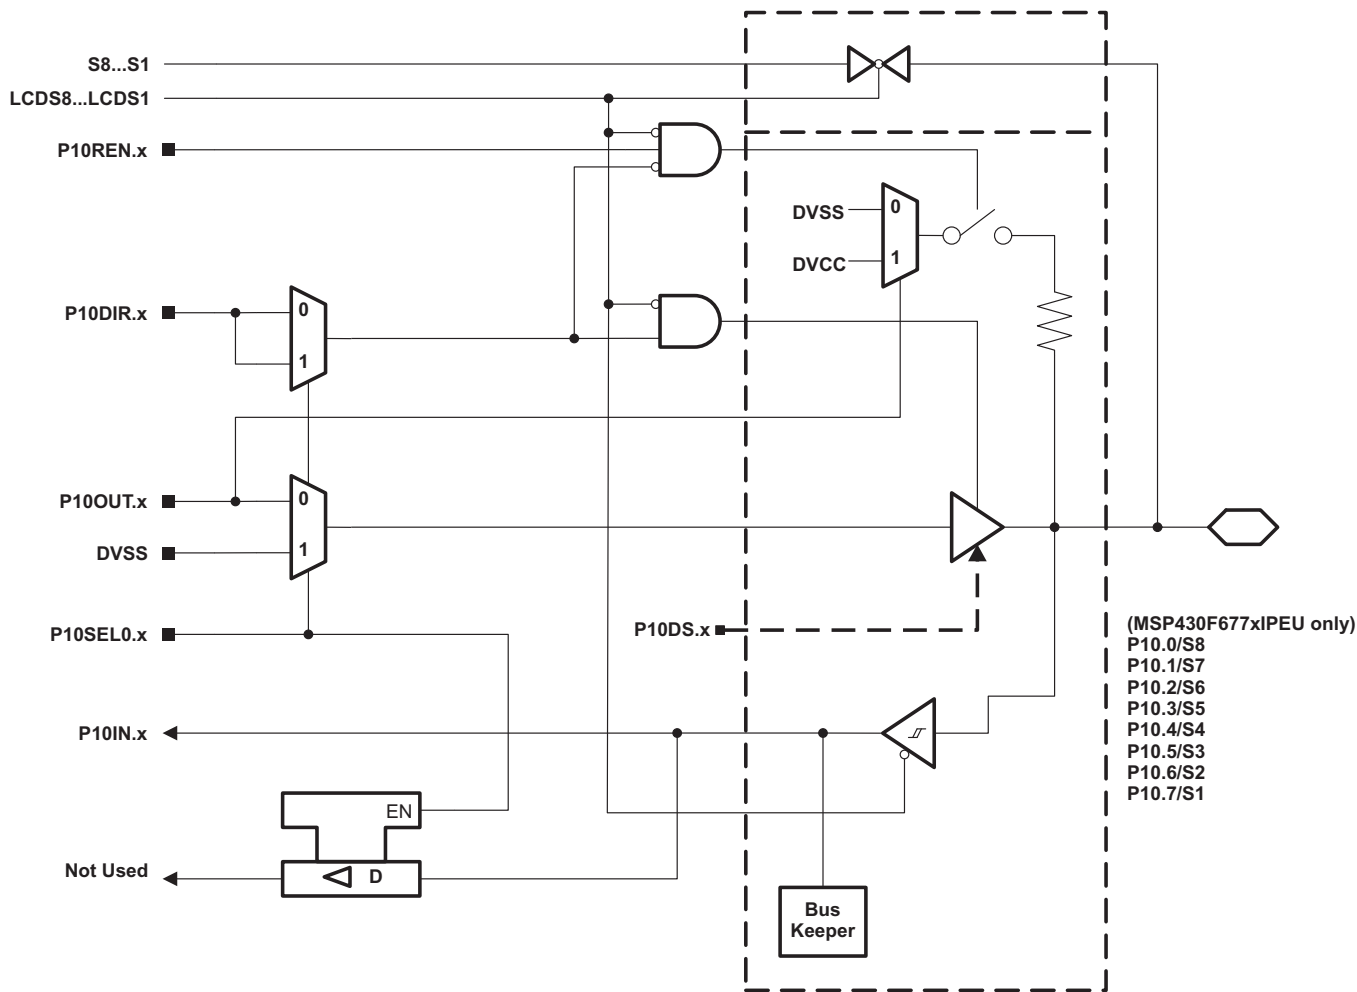 S8...S1
LCDS8...LCDS1
P10REN.x
DVSS
0
DVCC
1
P10DIR.x
0
1
P10OUT.x
0
DVSS
1
P10SEL0.x
P10DS.x
(MSP430F677xIPEU only)
P10.0/S8
P10.1/S7
P10.2/S6
P10.3/S5
P10.4/S4
P10.5/S3
P10.6/S2
P10.7/S1
P10IN.x
EN
Not Used
D
Bus
Keeper